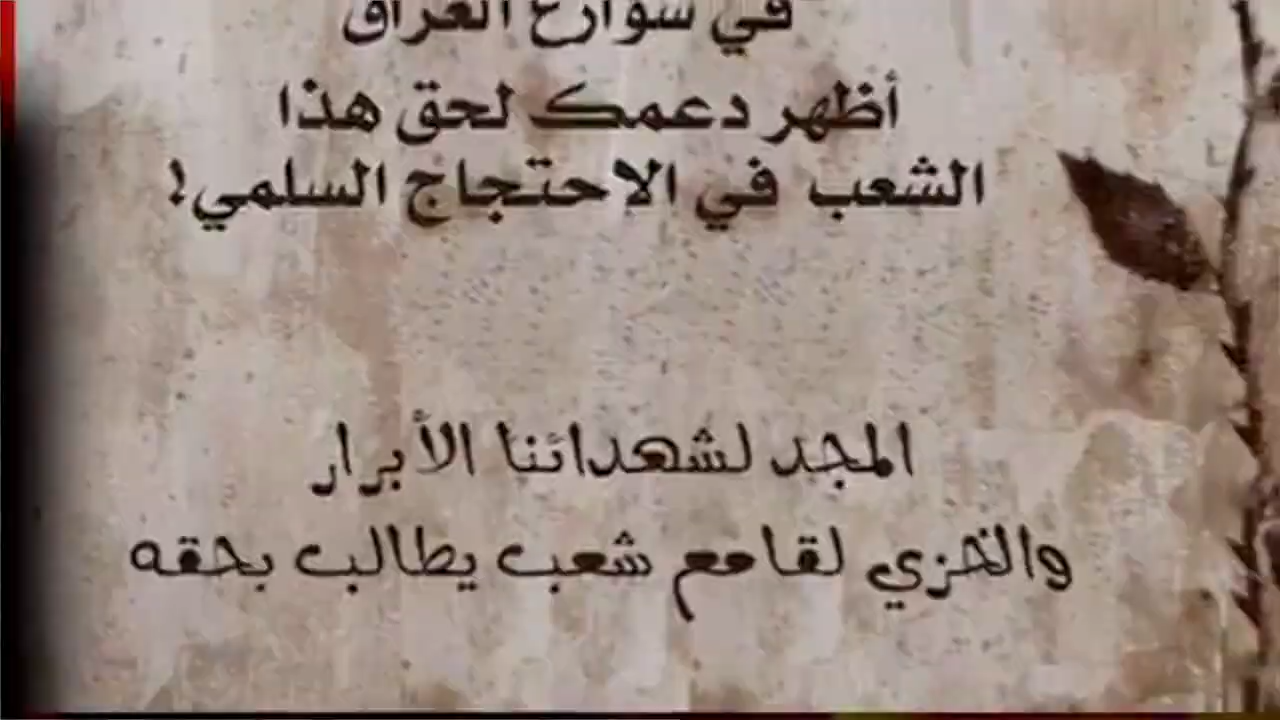 في شوارع العراق
أظهر دعمك لحق هذا
الشعب في الاحتجاج السلمي!
المجد لشهدائنا الأبرار
والخزي لقامع شعب يطالب بحقه